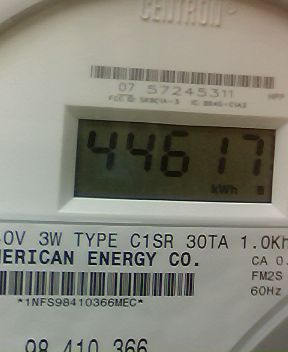 CENTRON
07 57245311
44617
kWh
0V 3W TYPE C1SR 30TA 1.0Kh
ERICAN ENERGY CO.
CA 0.
FM2S
60Hz
*1NFS98410366MEC*
98 410 366